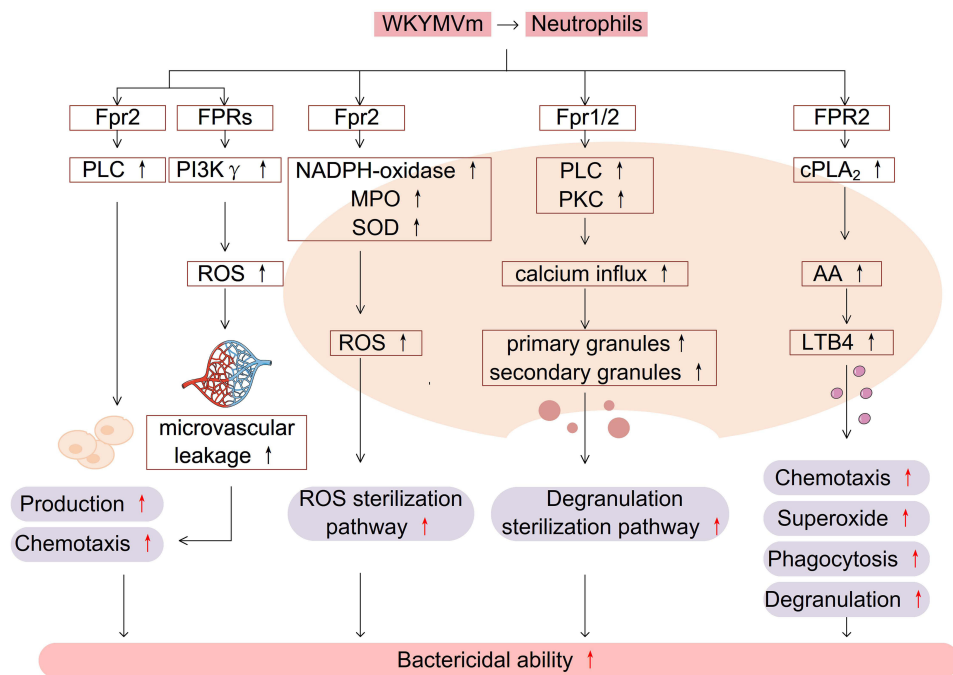 WKYMVm → Neutrophils
Fpr2 FPRs Fpr2 Fpr1/2 FPR2
PLC ↑
PI3K γ ↑
NADPH-oxidase ↑
MPO ↑
SOD ↑
PLC ↑
PKC ↑
cPLA₂ ↑
ROS ↑
calcium influx ↑
AA ↑
ROS ↑
primary granules ↑
secondary granules ↑
LTB4 ↑
microvascular
leakage ↑
Production ↑
Chemotaxis ↑
ROS sterilization
pathway ↑
Degranulation
sterilization pathway ↑
Chemotaxis ↑
Superoxide ↑
Phagocytosis ↑
Degranulation ↑
Bactericidal ability ↑